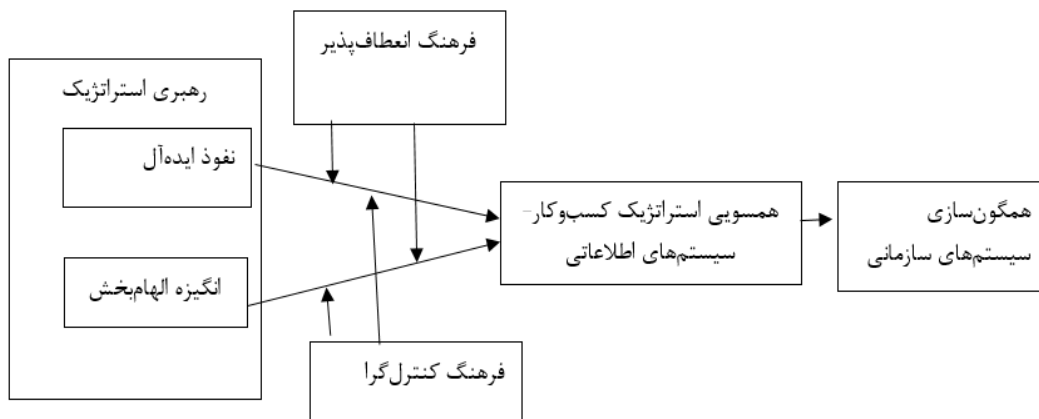 فرهنگ انعطاف‌پذیر
رهبری استراتژیک
نفوذ ایده‌آل
همسویی استراتژیک کسب‌وکار-
سیستم‌های اطلاعاتی
همگون‌سازی
سیستم‌های سازمانی
انگیزه الهام‌بخش
فرهنگ کنترل‌گرا